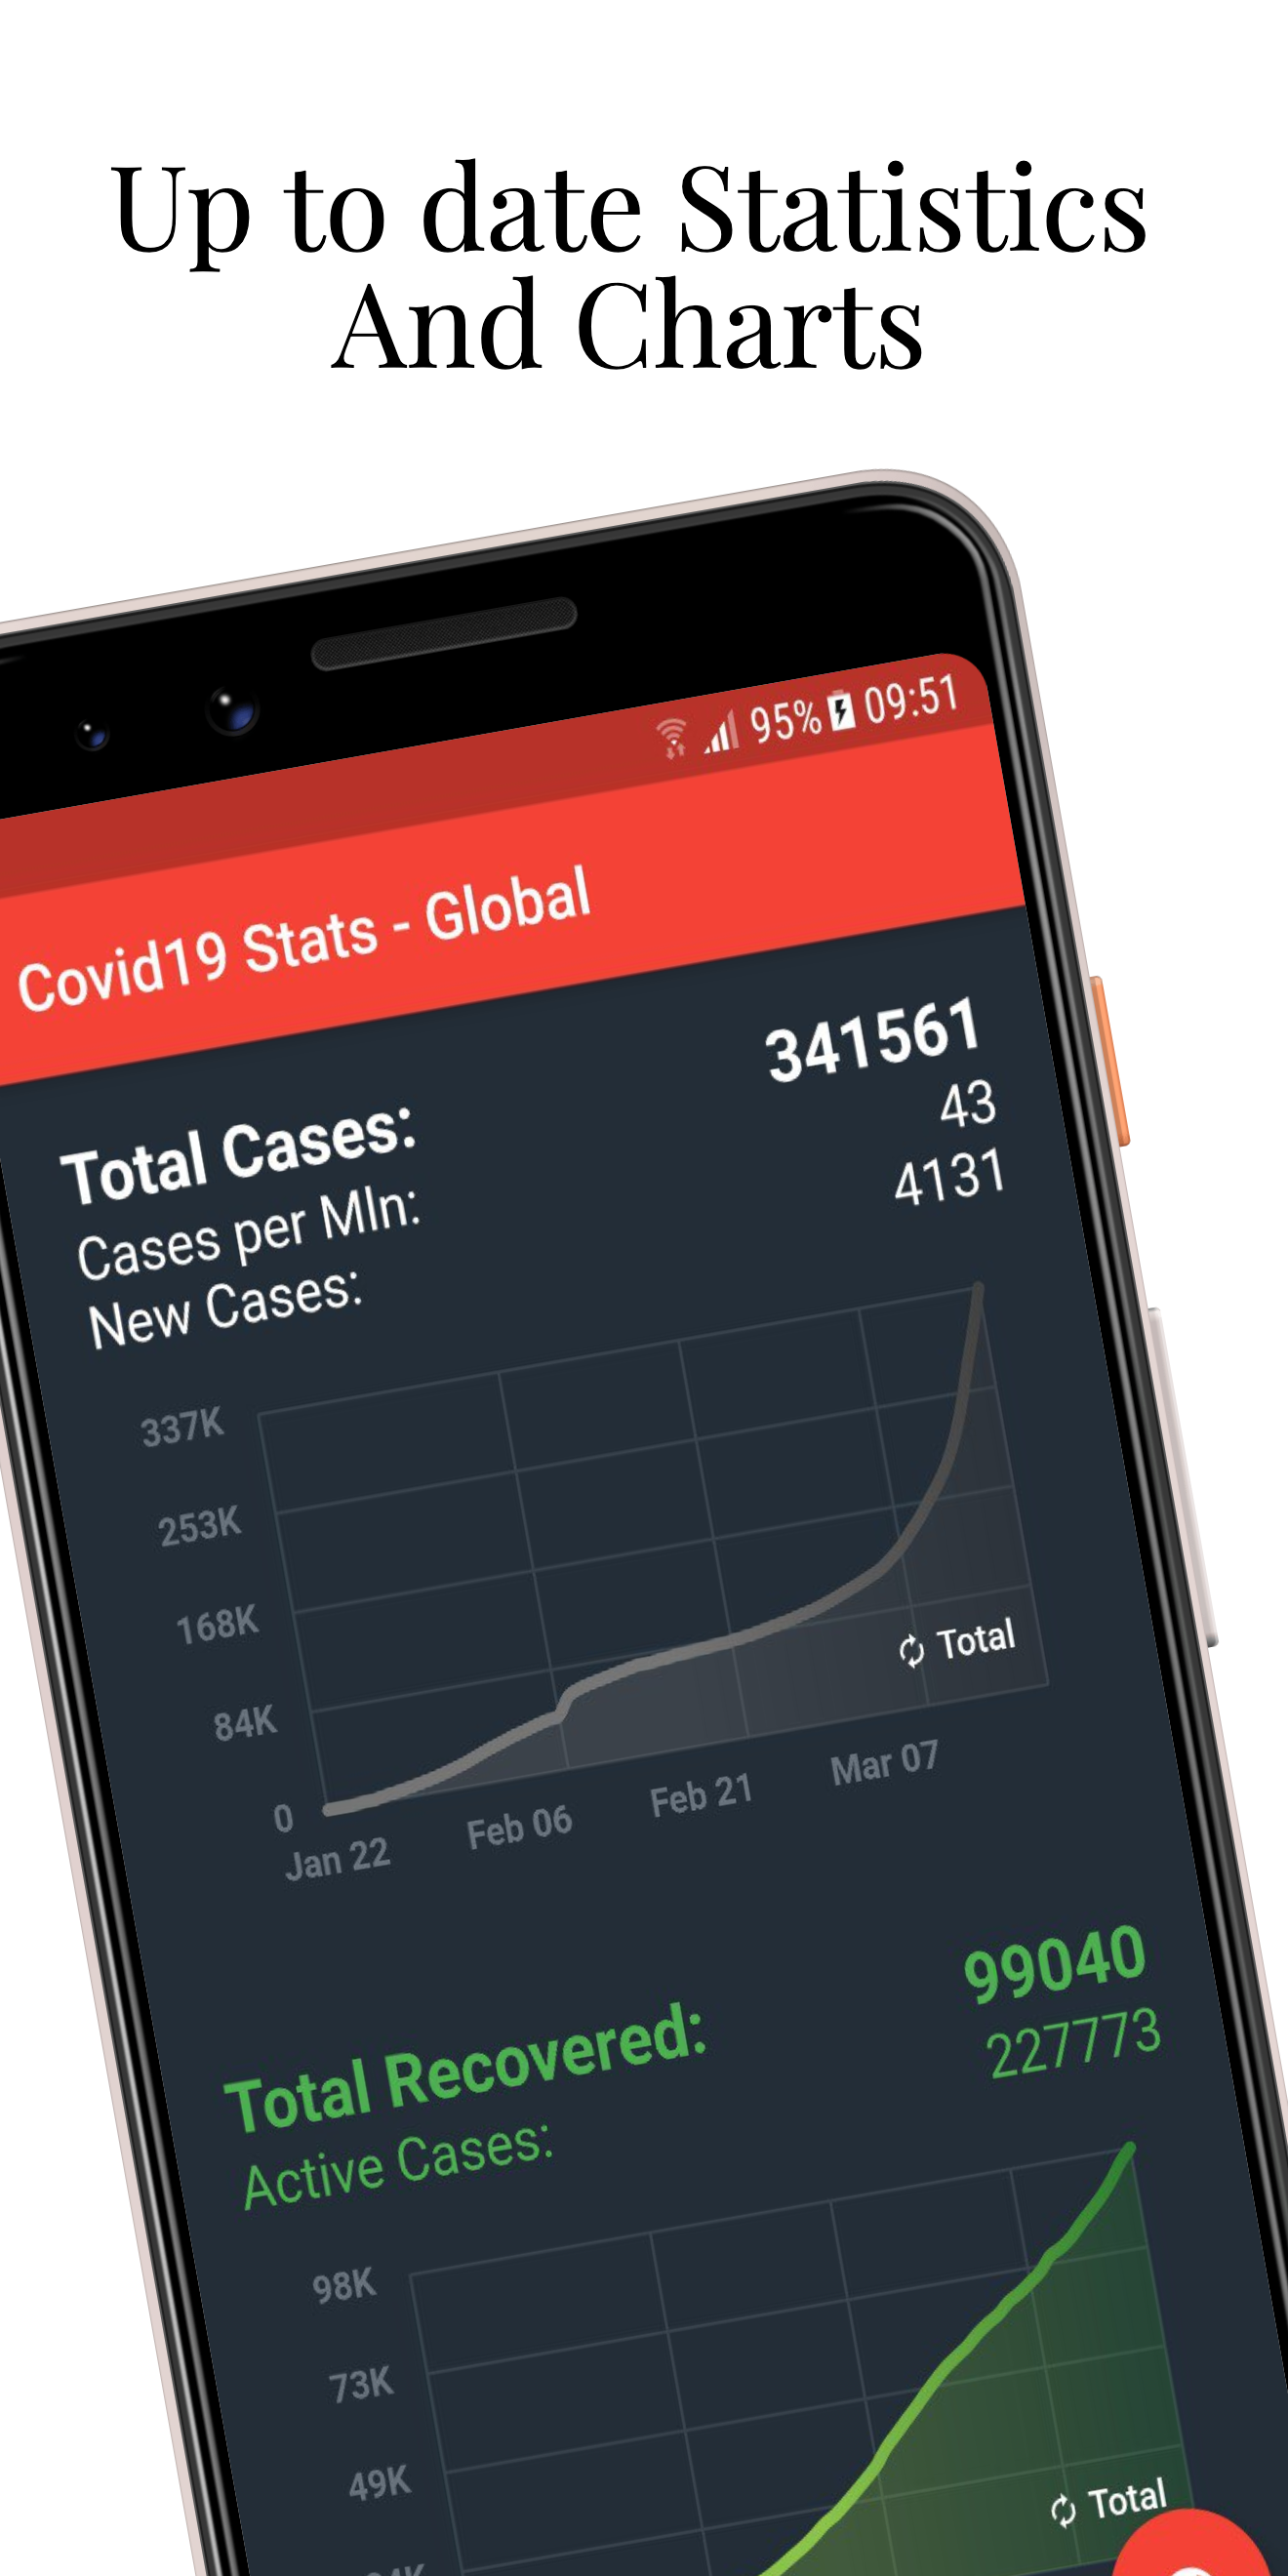 Up to date Statistics
And Charts
95% 09:51
Covid19 Stats - Global
Total Cases: 341561
Cases per Mln: 43
New Cases: 4131
337K
253K
168K
84K
0
Total
Jan 22 Feb 06 Feb 21 Mar 07
Total Recovered: 99040
Active Cases: 227773
98K
73K
49K
Total